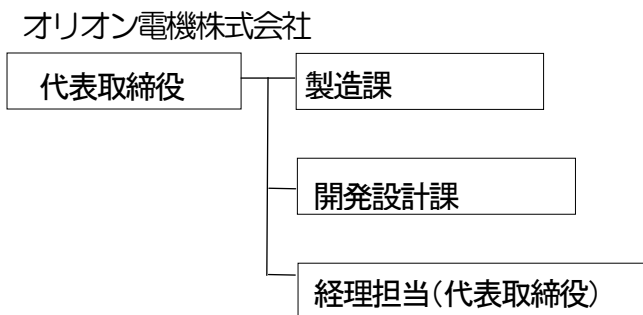 オリオン電機株式会社
代表取締役
製造課
開発設計課
経理担当(代表取締役)